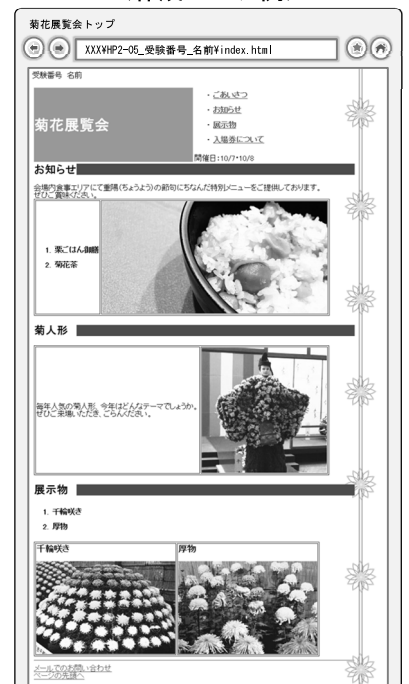 菊花展覧会トップ
XXX¥HP2-05_受験番号_名前¥index.html
受験番号 名前
菊花展覧会
・ごあいさつ
・お知らせ
・展示物
・入場券について
開催日:10/7・10/8
お知らせ
会場内食事エリアにて重陽(ちょうよう)の節句にちなんだ特別メニューをご提供しております。
ぜひご賞味ください。
1. 栗ごはん御膳
2. 菊花茶
菊人形
毎年人気の菊人形、今年はどんなテーマでしょうか。
ぜひご来場いただき、ごらんください。
展示物
1. 千輪咲き
2. 厚物
千輪咲き 厚物
メールでのお問い合わせ
ページの先頭へ